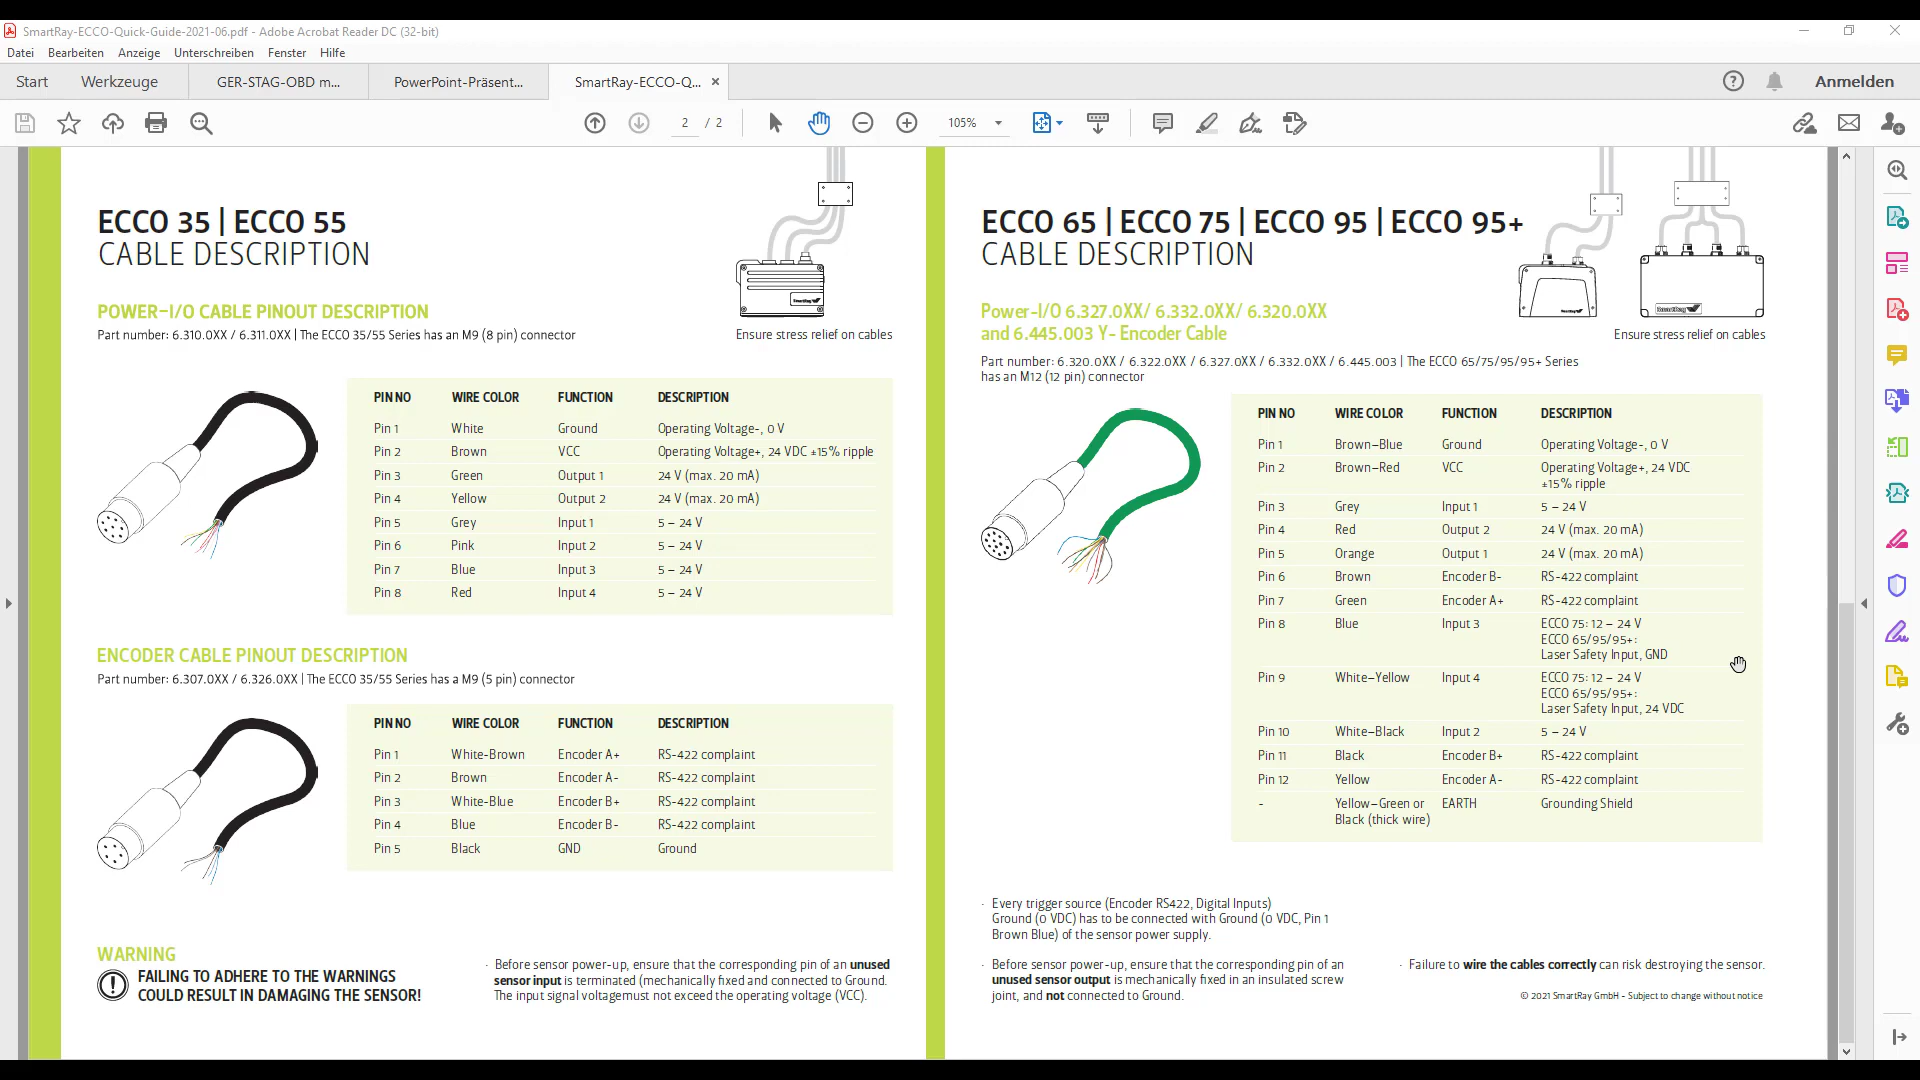 SmartRay-ECCO-Quick-Guide-2021-06.pdf - Adobe Acrobat Reader DC (32-bit)
Datei Bearbeiten Anzeige Unterschreiben Fenster Hilfe
Start Werkzeuge GER-STAG-OBD m... PowerPoint-Präsent... SmartRay-ECCO-Q... × Anmelden
2 / 2 105%
ECCO 35 | ECCO 55
CABLE DESCRIPTION
POWER-I/O CABLE PINOUT DESCRIPTION
Part number: 6.310.0XX / 6.311.0XX | The ECCO 35/55 Series has an M9 (8 pin) connector
SmartRay
Ensure stress relief on cables
PIN NO WIRE COLOR FUNCTION DESCRIPTION
Pin 1 White Ground Operating Voltage-, 0 V
Pin 2 Brown VCC Operating Voltage+, 24 VDC ±15% ripple
Pin 3 Green Output 1 24 V (max. 20 mA)
Pin 4 Yellow Output 2 24 V (max. 20 mA)
Pin 5 Grey Input 1 5 – 24 V
Pin 6 Pink Input 2 5 – 24 V
Pin 7 Blue Input 3 5 – 24 V
Pin 8 Red Input 4 5 – 24 V
ENCODER CABLE PINOUT DESCRIPTION
Part number: 6.307.0XX / 6.326.0XX | The ECCO 35/55 Series has a M9 (5 pin) connector
PIN NO WIRE COLOR FUNCTION DESCRIPTION
Pin 1 White-Brown Encoder A+ RS-422 complaint
Pin 2 Brown Encoder A- RS-422 complaint
Pin 3 White-Blue Encoder B+ RS-422 complaint
Pin 4 Blue Encoder B- RS-422 complaint
Pin 5 Black GND Ground
WARNING
FAILING TO ADHERE TO THE WARNINGS
COULD RESULT IN DAMAGING THE SENSOR!
· Before sensor power-up, ensure that the corresponding pin of an unused
sensor input is terminated (mechanically fixed and connected to Ground.
The input signal voltagemust not exceed the operating voltage (VCC).
ECCO 65 | ECCO 75 | ECCO 95 | ECCO 95+
CABLE DESCRIPTION
Power-I/O 6.327.0XX/ 6.332.0XX/ 6.320.0XX
and 6.445.003 Y- Encoder Cable
SmartRay
Ensure stress relief on cables
Part number: 6.320.0XX / 6.322.0XX / 6.327.0XX / 6.332.0XX / 6.445.003 | The ECCO 65/75/95/95+ Series
has an M12 (12 pin) connector
PIN NO WIRE COLOR FUNCTION DESCRIPTION
Pin 1 Brown–Blue Ground Operating Voltage-, 0 V
Pin 2 Brown–Red VCC Operating Voltage+, 24 VDC
±15% ripple
Pin 3 Grey Input 1 5 – 24 V
Pin 4 Red Output 2 24 V (max. 20 mA)
Pin 5 Orange Output 1 24 V (max. 20 mA)
Pin 6 Brown Encoder B- RS-422 complaint
Pin 7 Green Encoder A+ RS-422 complaint
Pin 8 Blue Input 3 ECCO 75: 12 – 24 V
ECCO 65/95/95+:
Laser Safety Input, GND
Pin 9 White–Yellow Input 4 ECCO 75: 12 – 24 V
ECCO 65/95/95+:
Laser Safety Input, 24 VDC
Pin 10 White–Black Input 2 5 – 24 V
Pin 11 Black Encoder B+ RS-422 complaint
Pin 12 Yellow Encoder A- RS-422 complaint
- Yellow–Green or EARTH Grounding Shield
Black (thick wire)
· Every trigger source (Encoder RS422, Digital Inputs)
Ground (0 VDC) has to be connected with Ground (0 VDC, Pin 1
Brown Blue) of the sensor power supply.
· Before sensor power-up, ensure that the corresponding pin of an
unused sensor output is mechanically fixed in an insulated screw
joint, and not connected to Ground.
· Failure to wire the cables correctly can risk destroying the sensor.
© 2021 SmartRay GmbH - Subject to change without notice